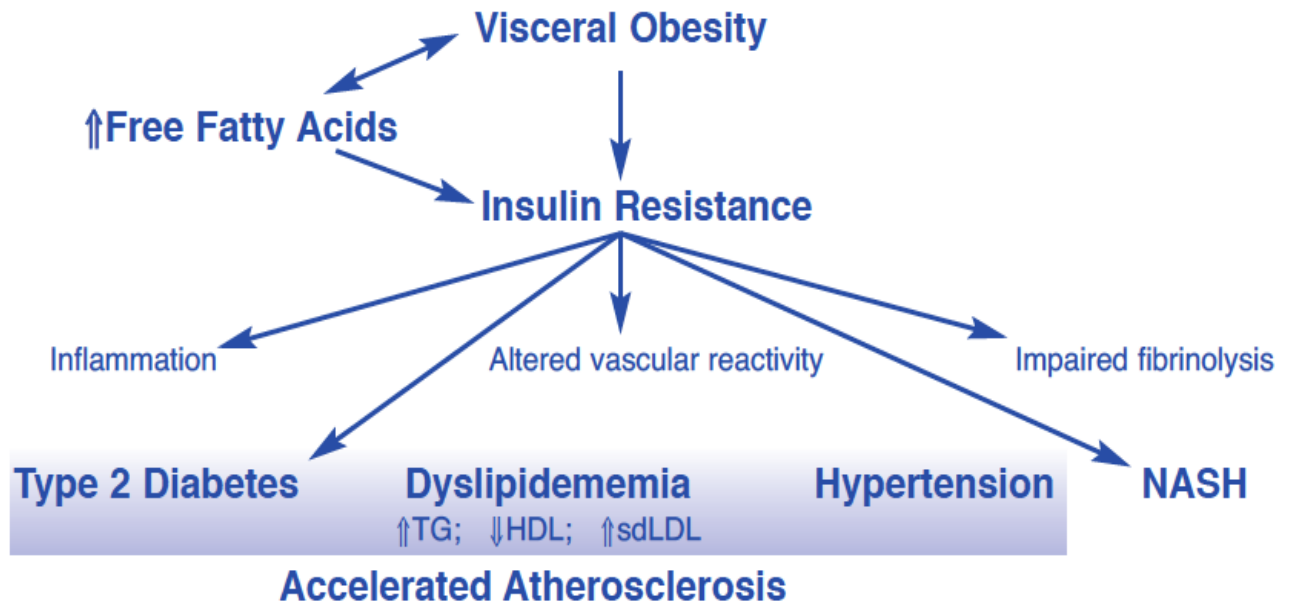 Visceral Obesity
⇑Free Fatty Acids
Insulin Resistance
Inflammation
Altered vascular reactivity
Impaired fibrinolysis
Type 2 Diabetes
Dyslipidememia
Hypertension
NASH
⇑TG; ⇓HDL; ⇑sdLDL
Accelerated Atherosclerosis